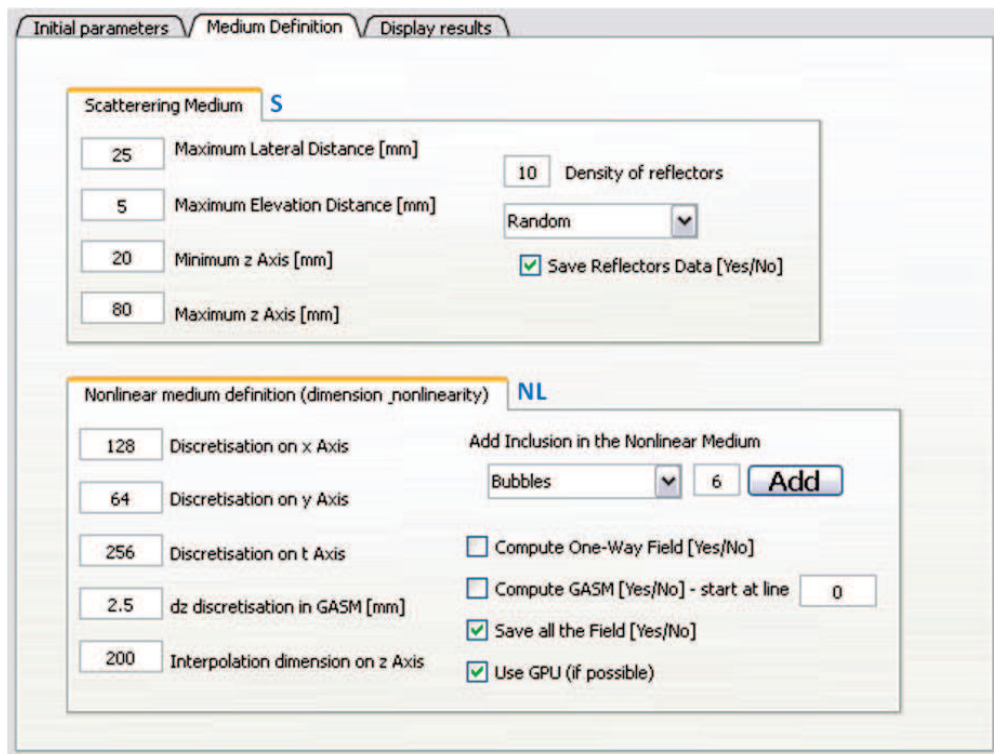 Initial parameters
Medium Definition
Display results
Scatterering Medium
S
25 Maximum Lateral Distance [mm]
5 Maximum Elevation Distance [mm]
20 Minimum z Axis [mm]
80 Maximum z Axis [mm]
10 Density of reflectors
Random
Save Reflectors Data [Yes/No]
Nonlinear medium definition (dimension _nonlinearity)
NL
128 Discretisation on x Axis
64 Discretisation on y Axis
256 Discretisation on t Axis
2.5 dz discretisation in GASM [mm]
200 Interpolation dimension on z Axis
Add Inclusion in the Nonlinear Medium
Bubbles 6 Add
Compute One-Way Field [Yes/No]
Compute GASM [Yes/No] - start at line 0
Save all the Field [Yes/No]
Use GPU (if possible)